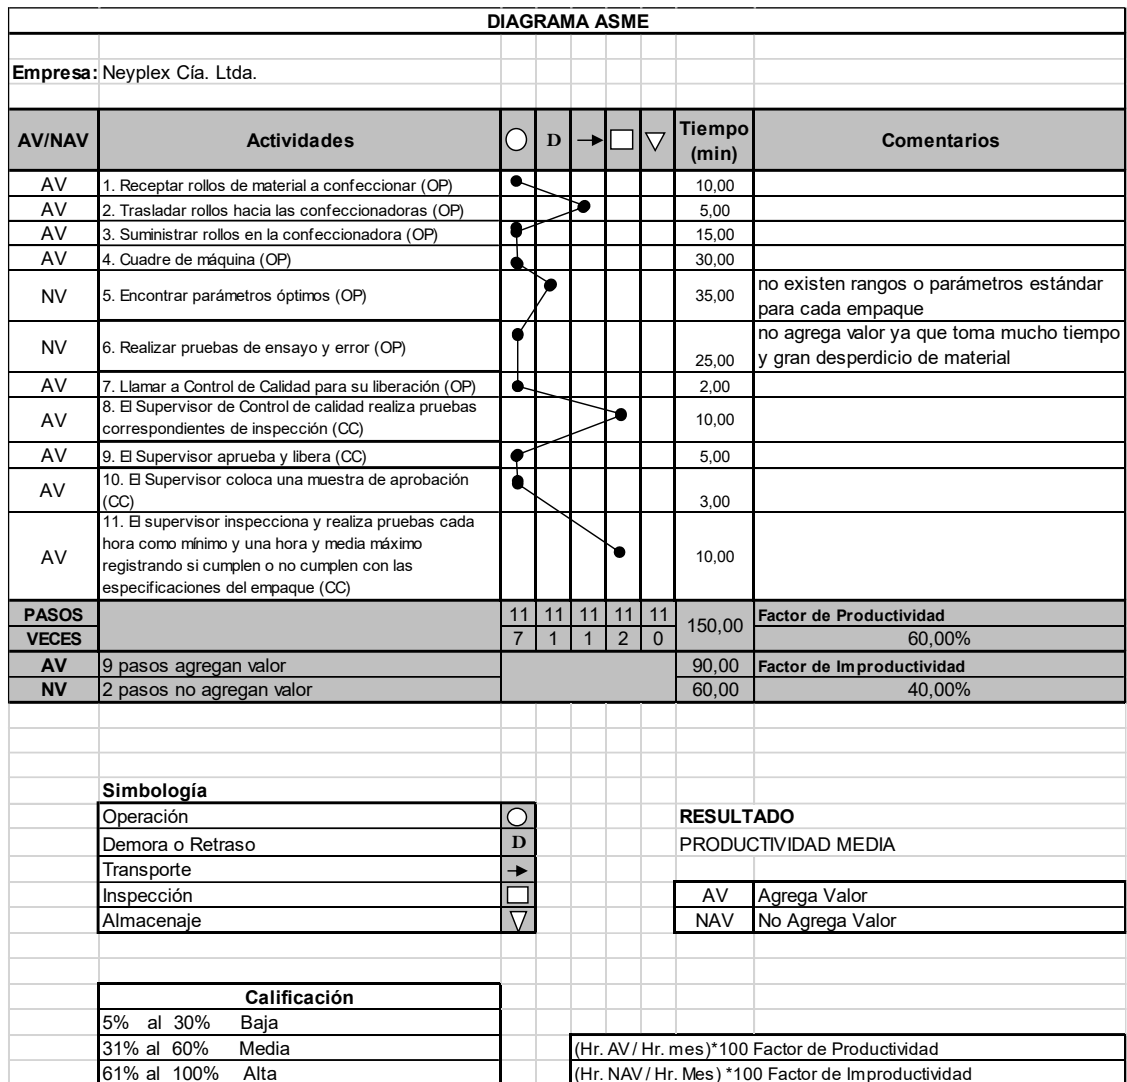 DIAGRAMA ASME
Empresa: Neyplex Cía. Ltda.
AV/NAV Actividades D Tiempo (min) Comentarios
AV 1. Receptar rollos de material a confeccionar (OP) 10,00
AV 2. Trasladar rollos hacia las confeccionadoras (OP) 5,00
AV 3. Suministrar rollos en la confeccionadora (OP) 15,00
AV 4. Cuadre de máquina (OP) 30,00
NV 5. Encontrar parámetros óptimos (OP) 35,00 no existen rangos o parámetros estándar
para cada empaque
NV 6. Realizar pruebas de ensayo y error (OP) 25,00 no agrega valor ya que toma mucho tiempo
y gran desperdicio de material
AV 7. Llamar a Control de Calidad para su liberación (OP) 2,00
AV 8. El Supervisor de Control de calidad realiza pruebas
correspondientes de inspección (CC) 10,00
AV 9. El Supervisor aprueba y libera (CC) 5,00
AV 10. El Supervisor coloca una muestra de aprobación
(CC) 3,00
AV 11. El supervisor inspecciona y realiza pruebas cada
hora como mínimo y una hora y media máximo
registrando si cumplen o no cumplen con las
especificaciones del empaque (CC) 10,00
PASOS 11 11 11 11 11 150,00 Factor de Productividad
VECES 7 1 1 2 0 60,00%
AV 9 pasos agregan valor 90,00 Factor de Improductividad
NV 2 pasos no agregan valor 60,00 40,00%
Simbología
Operación RESULTADO
Demora o Retraso D PRODUCTIVIDAD MEDIA
Transporte
Inspección AV Agrega Valor
Almacenaje NAV No Agrega Valor
Calificación
5% al 30% Baja
31% al 60% Media (Hr. AV / Hr. mes)*100 Factor de Productividad
61% al 100% Alta (Hr. NAV / Hr. Mes) *100 Factor de Improductividad